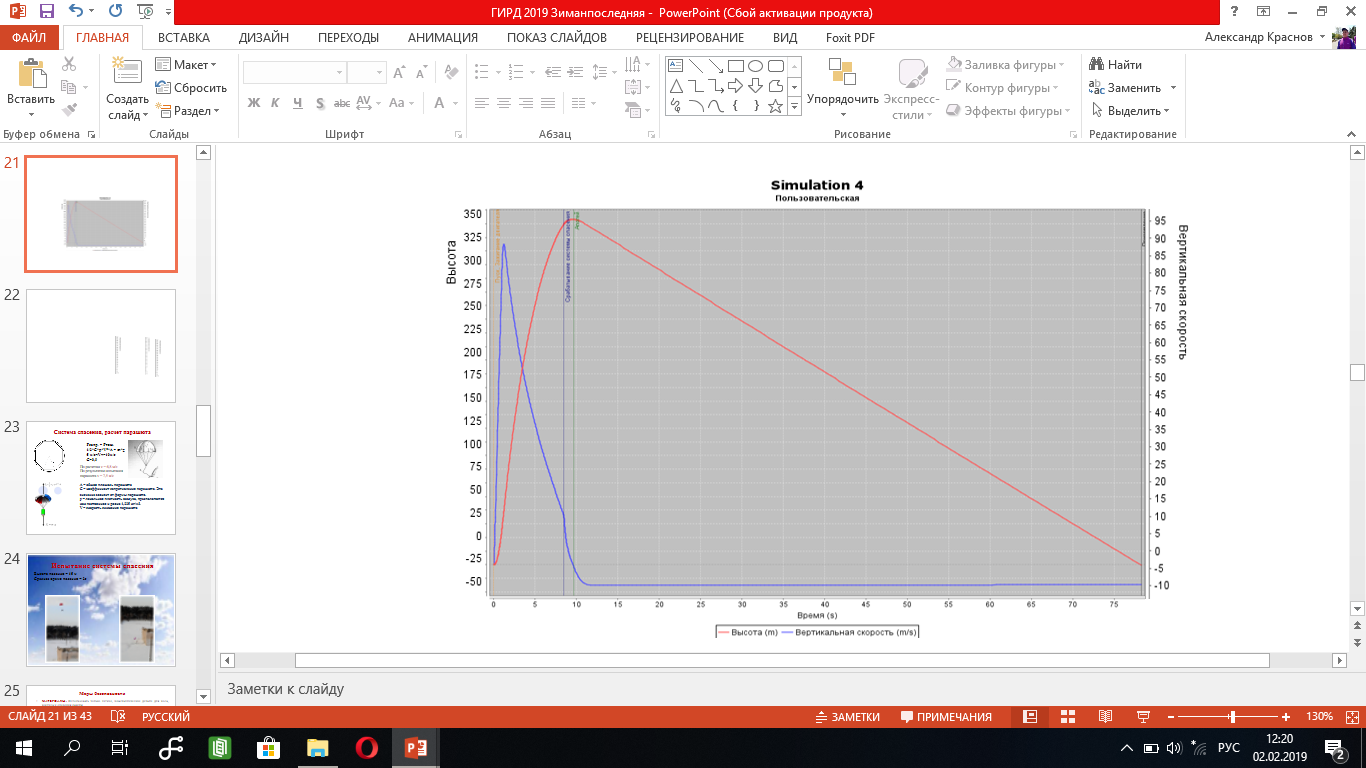 ГИРД 2019 Зиманпоследняя - PowerPoint (Сбой активации продукта)
ФАЙЛ ГЛАВНАЯ ВСТАВКА ДИЗАЙН ПЕРЕХОДЫ АНИМАЦИЯ ПОКАЗ СЛАЙДОВ РЕЦЕНЗИРОВАНИЕ ВИД Foxit PDF Александр Краснов
Вставить
Создать слайд
Макет
Сбросить
Раздел
Ж К Ч S abc AV Aa A
Упорядочить
Экспресс-стили
Заливка фигуры
Контур фигуры
Эффекты фигуры
Найти
Заменить
Выделить
Буфер обмена Слайды Шрифт Абзац Рисование Редактирование
21
22
23
Система спасения, расчет парашюта
24
Испытание системы спасения
25
Меры безопасности
Simulation 4
Пользовательская
Высота
350
325
300
275
250
225
200
175
150
125
100
75
50
25
0
-25
-50
Срабатывание системы спасения
Апогей
95
90
85
80
75
70
65
60
55
50
45
40
35
30
25
20
15
10
5
0
-5
-10
Вертикальная скорость
0 5 10 15 20 25 30 35 40 45 50 55 60 65 70 75
Время (s)
Высота (m) Вертикальная скорость (m/s)
Заметки к слайду
СЛАЙД 21 ИЗ 43 РУССКИЙ ЗАМЕТКИ ПРИМЕЧАНИЯ 130%
РУС
12:20
02.02.2019
2